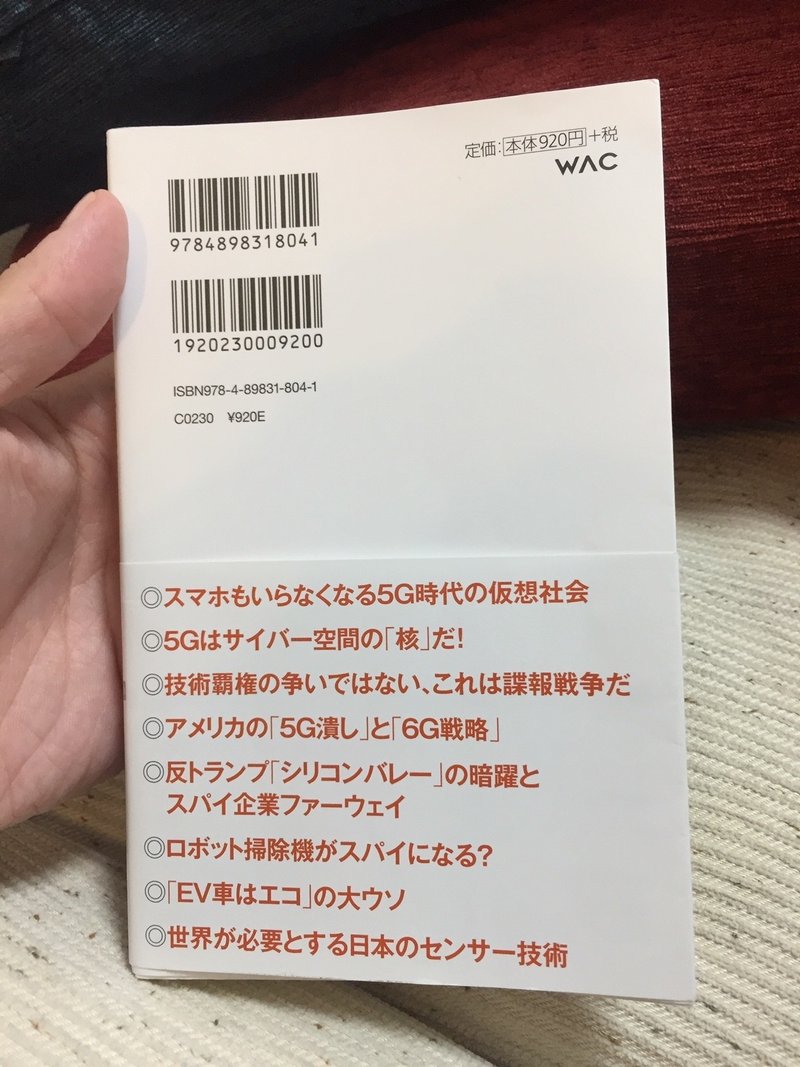 定価：本体920円＋税
WAC
9784898318041
1920230009200
ISBN978-4-89831-804-1
C0230 ¥920E
◎スマホもいらなくなる5G時代の仮想社会
◎5Gはサイバー空間の「核」だ！
◎技術覇権の争いではない、これは諜報戦争だ
◎アメリカの「5G潰し」と「6G戦略」
◎反トランプ「シリコンバレー」の暗躍と
スパイ企業ファーウェイ
◎ロボット掃除機がスパイになる？
◎「EV車はエコ」の大ウソ
◎世界が必要とする日本のセンサー技術